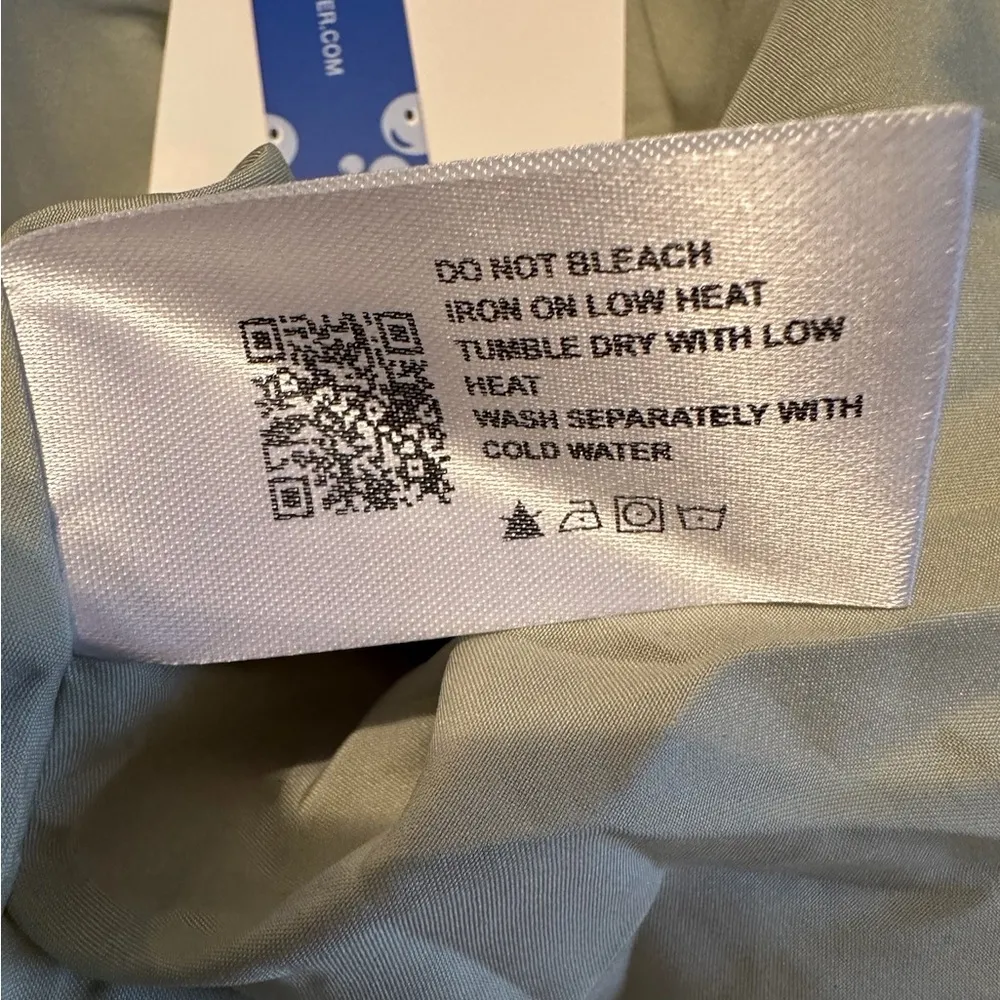 ER.COM
DO NOT BLEACH
IRON ON LOW HEAT
TUMBLE DRY WITH LOW
HEAT
WASH SEPARATELY WITH
COLD WATER